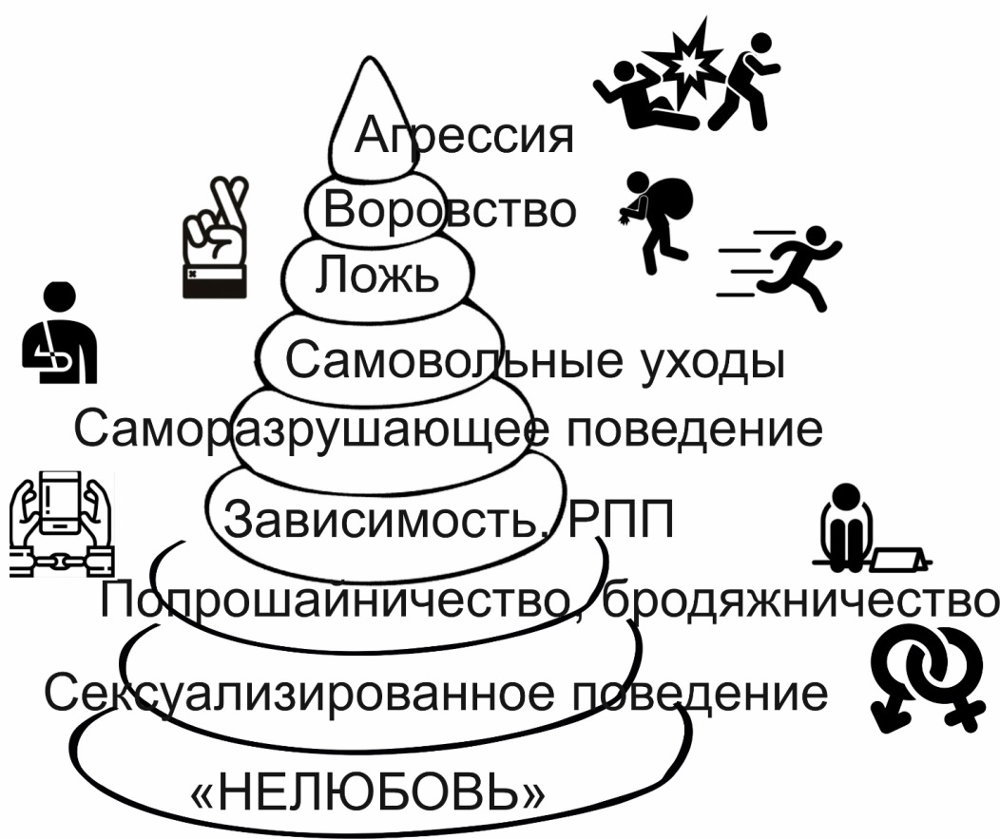 Агрессия
Воровство
Ложь
Самовольные уходы
Саморазрушающее поведение
Зависимость, РПП
Попрошайничество, бродяжничество
Сексуализированное поведение
«НЕЛЮБОВЬ»